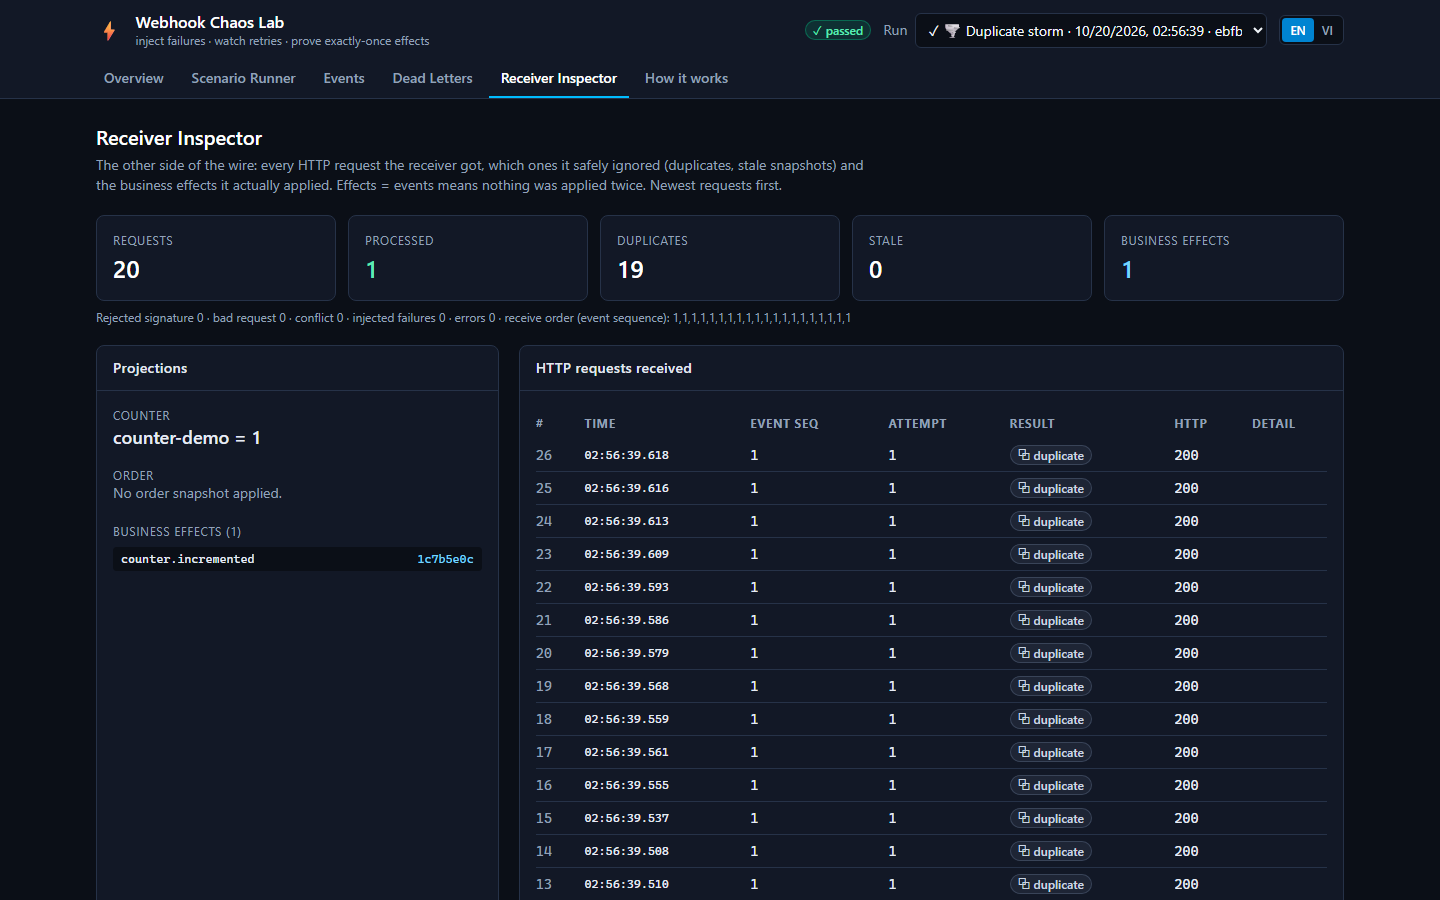 Webhook Chaos Lab
inject failures · watch retries · prove exactly-once effects
✓ passed
Run
✓ Duplicate storm · 10/20/2026, 02:56:39 · ebfb
EN
VI
Overview
Scenario Runner
Events
Dead Letters
Receiver Inspector
How it works
Receiver Inspector
The other side of the wire: every HTTP request the receiver got, which ones it safely ignored (duplicates, stale snapshots) and
the business effects it actually applied. Effects = events means nothing was applied twice. Newest requests first.
REQUESTS
20
PROCESSED
1
DUPLICATES
19
STALE
0
BUSINESS EFFECTS
1
Rejected signature 0 · bad request 0 · conflict 0 · injected failures 0 · errors 0 · receive order (event sequence): 1,1,1,1,1,1,1,1,1,1,1,1,1,1,1,1,1,1,1,1
Projections
COUNTER
counter-demo = 1
ORDER
No order snapshot applied.
BUSINESS EFFECTS (1)
counter.incremented 1c7b5e0c
HTTP requests received
# TIME EVENT SEQ ATTEMPT RESULT HTTP DETAIL
26 02:56:39.618 1 1 duplicate 200
25 02:56:39.616 1 1 duplicate 200
24 02:56:39.613 1 1 duplicate 200
23 02:56:39.609 1 1 duplicate 200
22 02:56:39.593 1 1 duplicate 200
21 02:56:39.586 1 1 duplicate 200
20 02:56:39.579 1 1 duplicate 200
19 02:56:39.568 1 1 duplicate 200
18 02:56:39.559 1 1 duplicate 200
17 02:56:39.561 1 1 duplicate 200
16 02:56:39.555 1 1 duplicate 200
15 02:56:39.537 1 1 duplicate 200
14 02:56:39.508 1 1 duplicate 200
13 02:56:39.510 1 1 duplicate 200